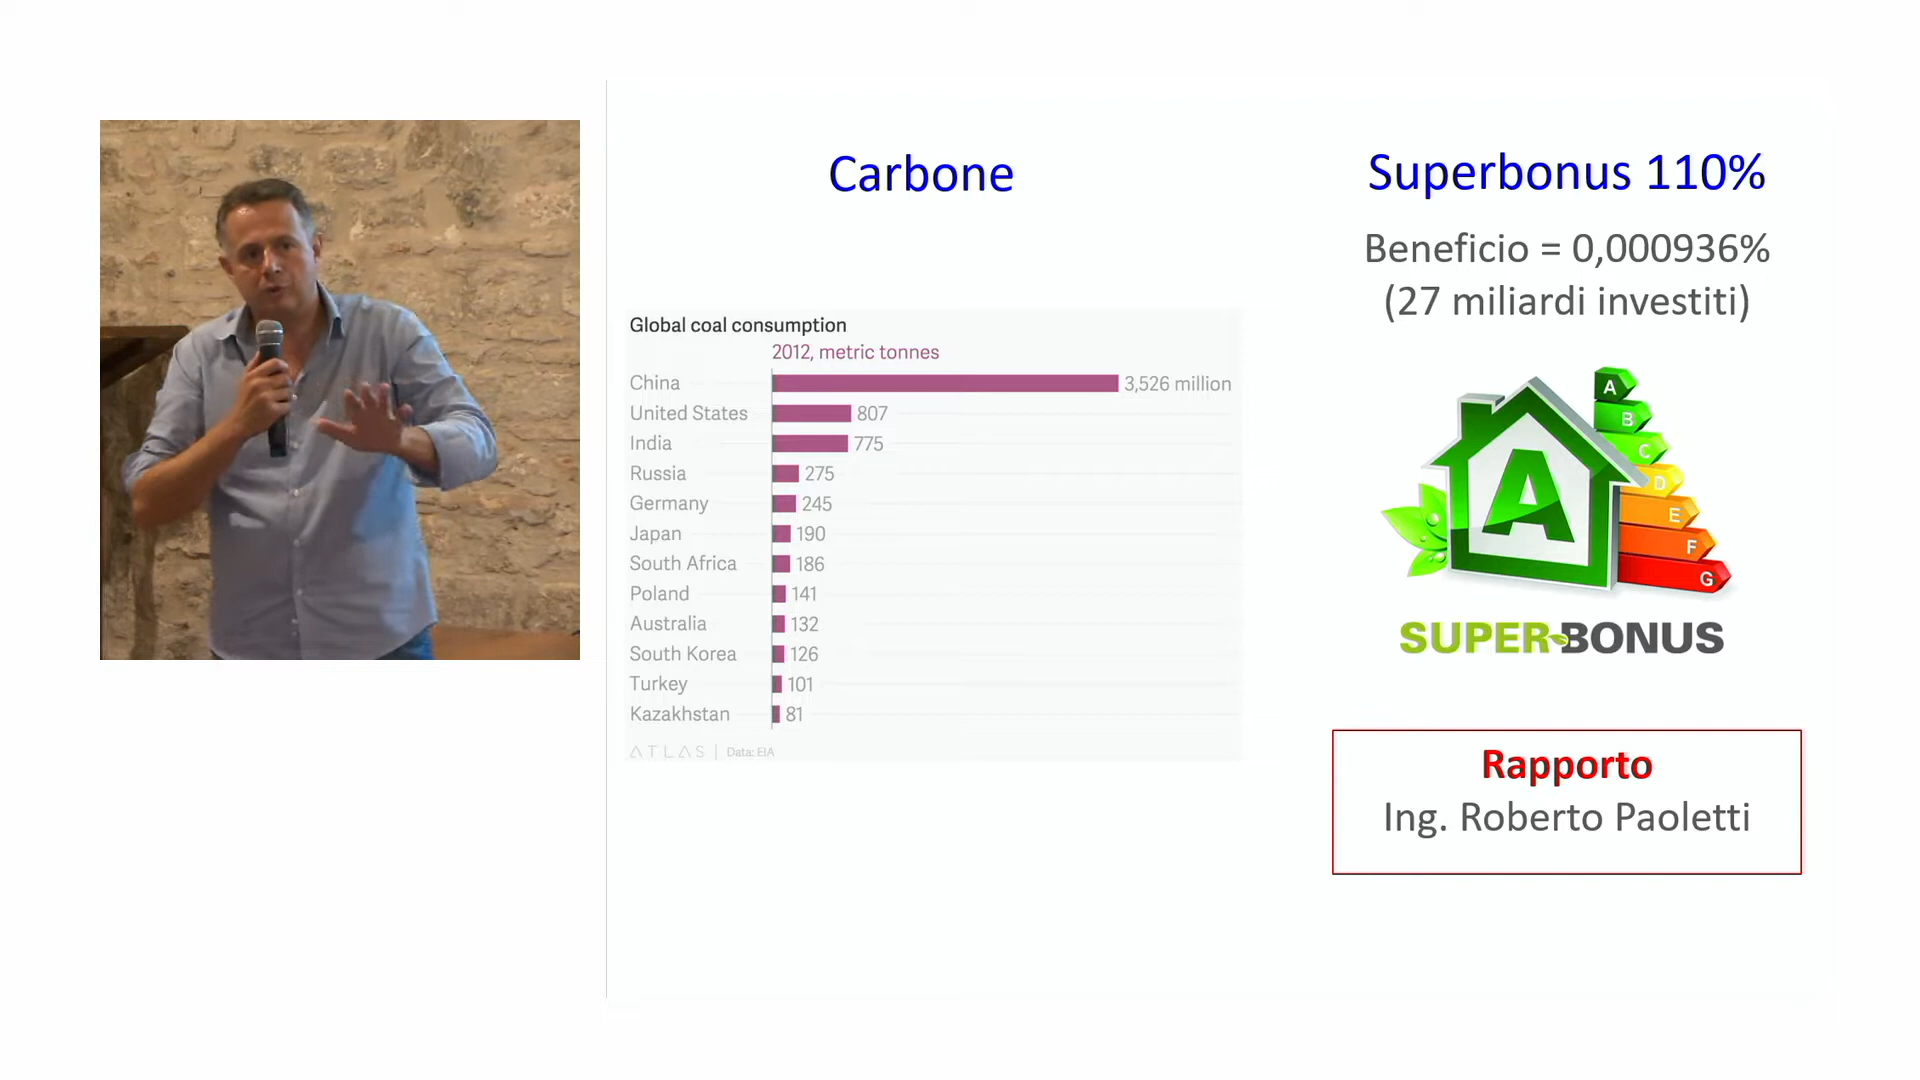 Carbone
Global coal consumption
2012, metric tonnes
China 3,526 million
United States 807
India 775
Russia 275
Germany 245
Japan 190
South Africa 186
Poland 141
Australia 132
South Korea 126
Turkey 101
Kazakhstan 81
ATLAS | Data: EIA
Superbonus 110%
Beneficio = 0,000936%
(27 miliardi investiti)
A
B
C
D
E
F
G
A
SUPER BONUS
Rapporto
Ing. Roberto Paoletti